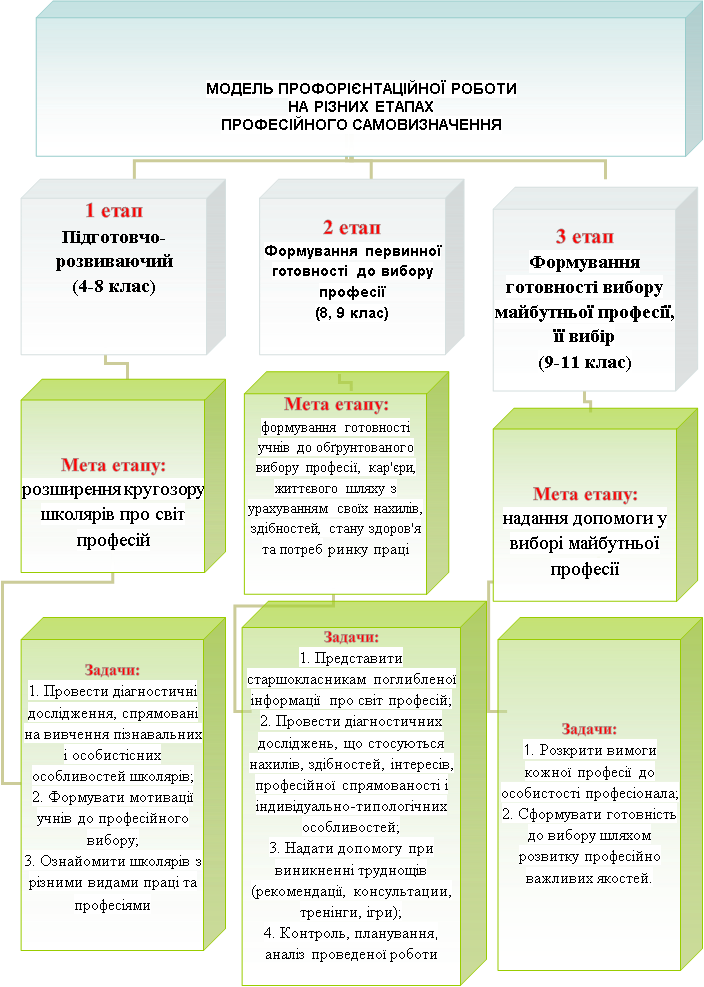 МОДЕЛЬ ПРОФОРІЄНТАЦІЙНОЇ РОБОТИ
НА РІЗНИХ ЕТАПАХ
ПРОФЕСІЙНОГО САМОВИЗНАЧЕННЯ
1 етап
Підготовчо-
розвиваючий
(4-8 клас)
2 етап
Формування первинної
готовності до вибору
професії
(8, 9 клас)
3 етап
Формування
готовності вибору
майбутньої професії,
її вибір
(9-11 клас)
Мета етапу:
розширення кругозору
школярів про світ
професій
Мета етапу:
формування готовності
учнів до обґрунтованого
вибору професії, кар'єри,
життєвого шляху з
урахуванням своїх нахилів,
здібностей, стану здоров'я
та потреб ринку праці
Мета етапу:
надання допомоги у
виборі майбутньої
професії
Задачи:
1. Провести діагностичні
дослідження, спрямовані
на вивчення пізнавальних
і особистісних
особливостей школярів;
2. Формувати мотивації
учнів до професійного
вибору;
3. Ознайомити школярів з
різними видами праці та
професіями
Задачи:
1. Представити
старшокласникам поглибленої
інформації про світ професій;
2. Провести діагностичних
досліджень, що стосуються
нахилів, здібностей, інтересів,
професійної спрямованості і
індивідуально-типологічних
особливостей;
3. Надати допомогу при
виникненні труднощів
(рекомендації, консультации,
тренінги, ігри);
4. Контроль, планування,
аналіз проведеної роботи
Задачи:
1. Розкрити вимоги
кожної професії до
особистості професіонала;
2. Сформувати готовність
до вибору шляхом
розвитку професійно
важливих якостей.